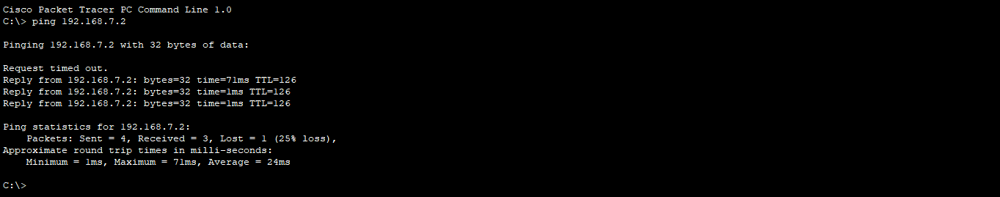 Cisco Packet Tracer PC Command Line 1.0
C:\> ping 192.168.7.2
Pinging 192.168.7.2 with 32 bytes of data:
Request timed out.
Reply from 192.168.7.2: bytes=32 time=71ms TTL=126
Reply from 192.168.7.2: bytes=32 time=1ms TTL=126
Reply from 192.168.7.2: bytes=32 time=1ms TTL=126
Ping statistics for 192.168.7.2:
    Packets: Sent = 4, Received = 3, Lost = 1 (25% loss),
Approximate round trip times in milli-seconds:
    Minimum = 1ms, Maximum = 71ms, Average = 24ms
C:\>